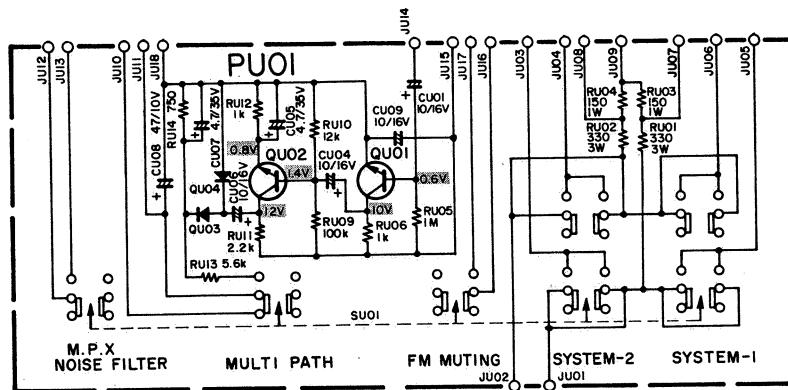 JU14
JU12
JU13
JU10
JU11
JU18
PU01
JU15
JU17
JU16
JU03
JU04
JU08
JU09
JU07
JU06
JU05
47/10V
RU14 750
4.7/35V
RU12
1k
CU05
4.7/35V
RU10
12k
CU09
10/16V
CU01
10/16V
RU04
150
1W
RU03
150
1W
RU02
330
3W
RU01
330
3W
CU08
CU07
0.8V
QU02
1.4V
CU04
10/16V
QU01
0.6V
QU04
CU06
10/16V
QU03
12V
10V
RU11
2.2k
RU09
100k
RU06
1k
RU05
1M
RU13 5.6k
SU01
M.P.X
NOISE FILTER
MULTI PATH
FM MUTING
SYSTEM-2
SYSTEM-1
JU02
JU01